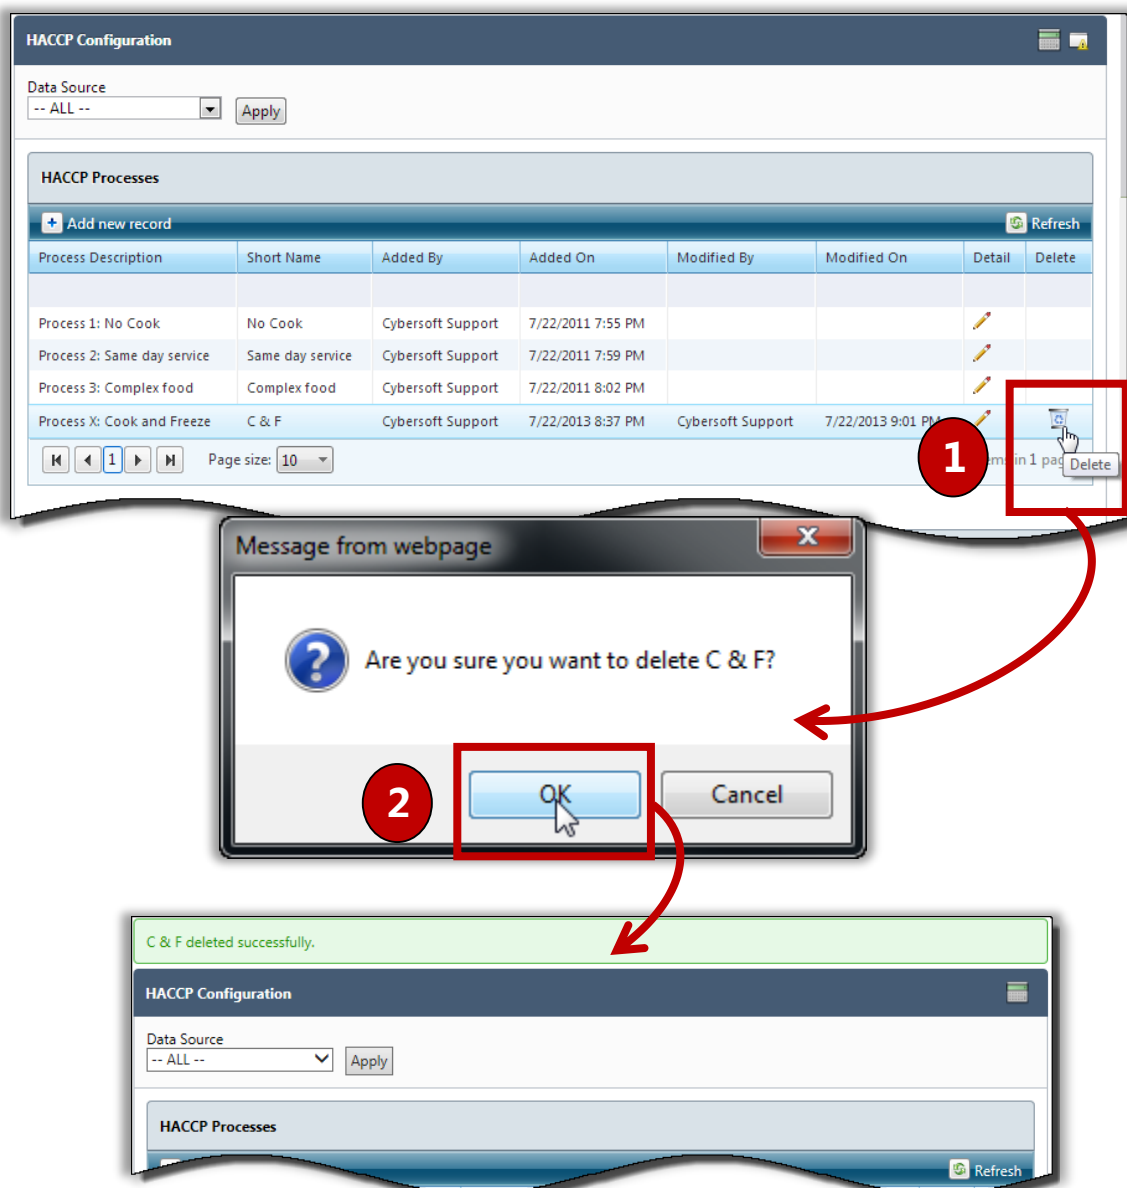 HACCP Configuration
Data Source
-- ALL --
Apply
HACCP Processes
Add new record
Refresh
Process Description Short Name Added By Added On Modified By Modified On Detail Delete
Process 1: No Cook No Cook Cybersoft Support 7/22/2011 7:55 PM
Process 2: Same day service Same day service Cybersoft Support 7/22/2011 7:59 PM
Process 3: Complex food Complex food Cybersoft Support 7/22/2011 8:02 PM
Process X: Cook and Freeze C & F Cybersoft Support 7/22/2013 8:37 PM Cybersoft Support 7/22/2013 9:01 PM
1 Page size: 10 in 1
Delete
1
Message from webpage
Are you sure you want to delete C & F?
2
OK Cancel
C & F deleted successfully.
HACCP Configuration
Data Source
-- ALL --
Apply
HACCP Processes
Refresh